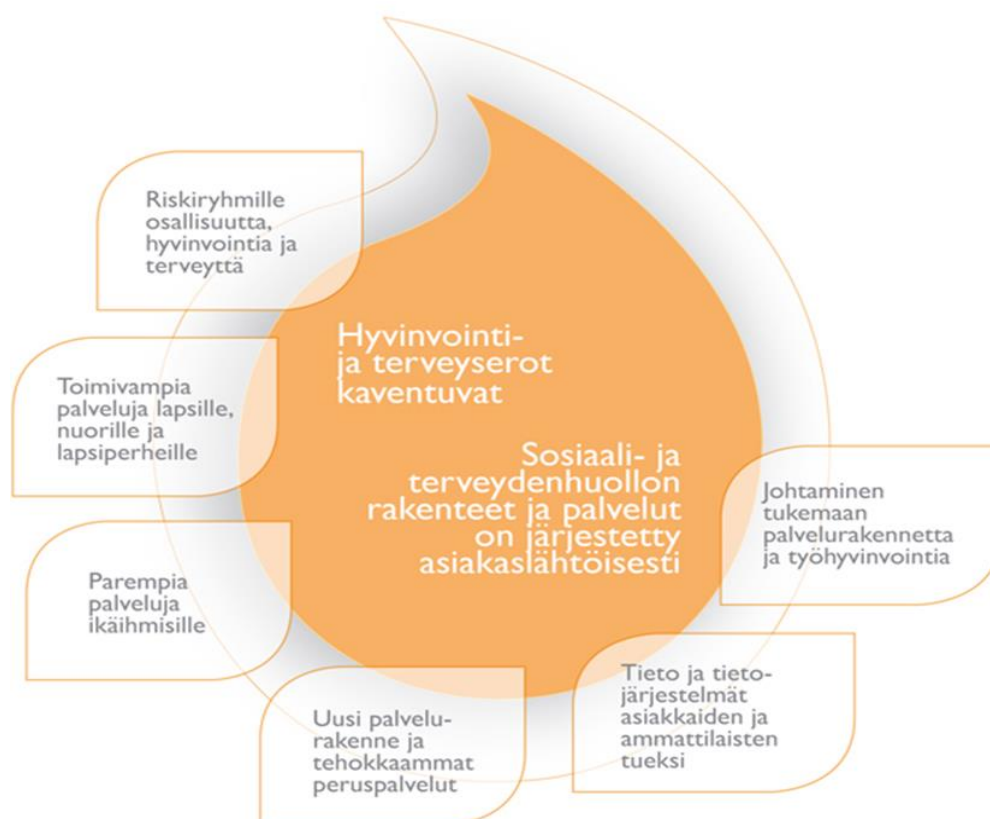 Riskiryhmille
osallisuutta,
hyvinvointia ja
terveyttä
Toimivampia
palveluja lapsille,
nuorille ja
lapsiperheille
Parempia
palveluja
ikäihmisille
Uusi palvelu-
rakenne ja
tehokkaammat
peruspalvelut
Tieto ja tieto-
järjestelmät
asiakkaiden ja
ammattilaisten
tueksi
Johtaminen
tukemaan
palvelurakennetta
ja työhyvinvointia
Hyvinvointi-
ja terveyserot
kaventuvat
Sosiaali- ja
terveydenhuollon
rakenteet ja palvelut
on järjestetty
asiakaslähtöisesti